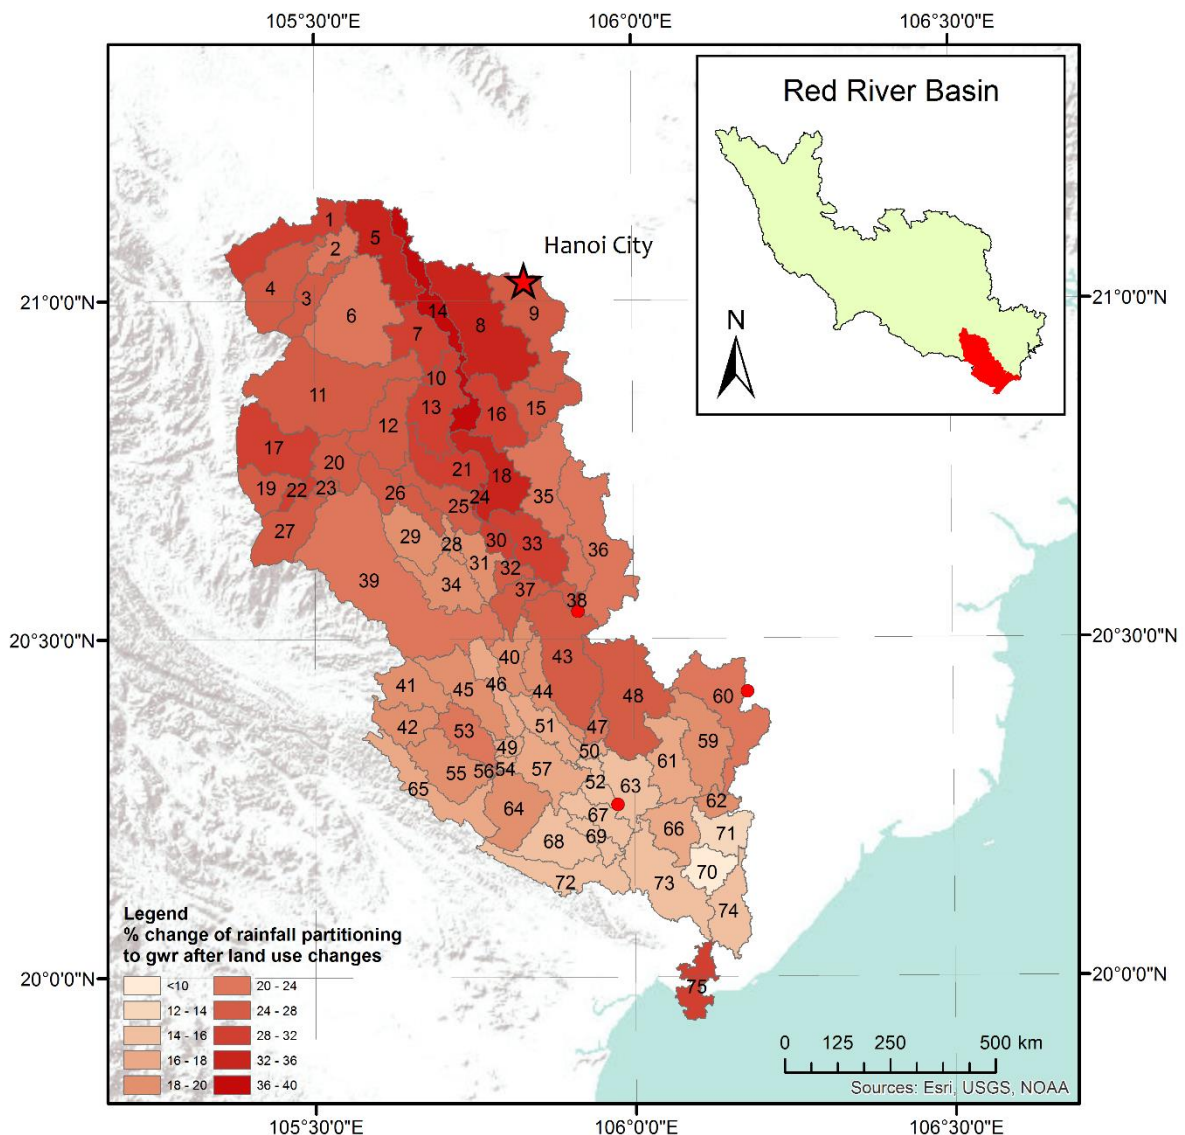 105°30'0"E
106°0'0"E
106°30'0"E
Red River Basin
Hanoi City
N
21°0'0"N
21°0'0"N
20°30'0"N
20°30'0"N
20°0'0"N
20°0'0"N
1
5
2
4
3
6
14
8
9
7
10
11
12
13
16
15
17
20
21
18
19
22
23
26
24
25
35
27
29
28
30
33
36
31
32
39
34
37
38
40
43
41
45
46
44
48
60
42
53
51
47
59
49
50
61
55
56
54
57
52
63
65
64
67
62
66
71
68
69
70
72
73
74
75
Legend
% change of rainfall partitioning
to gwr after land use changes
<10
20 - 24
12 - 14
24 - 28
14 - 16
28 - 32
16 - 18
32 - 36
18 - 20
36 - 40
0 125 250 500 km
Sources: Esri, USGS, NOAA
105°30'0"E
106°0'0"E
106°30'0"E